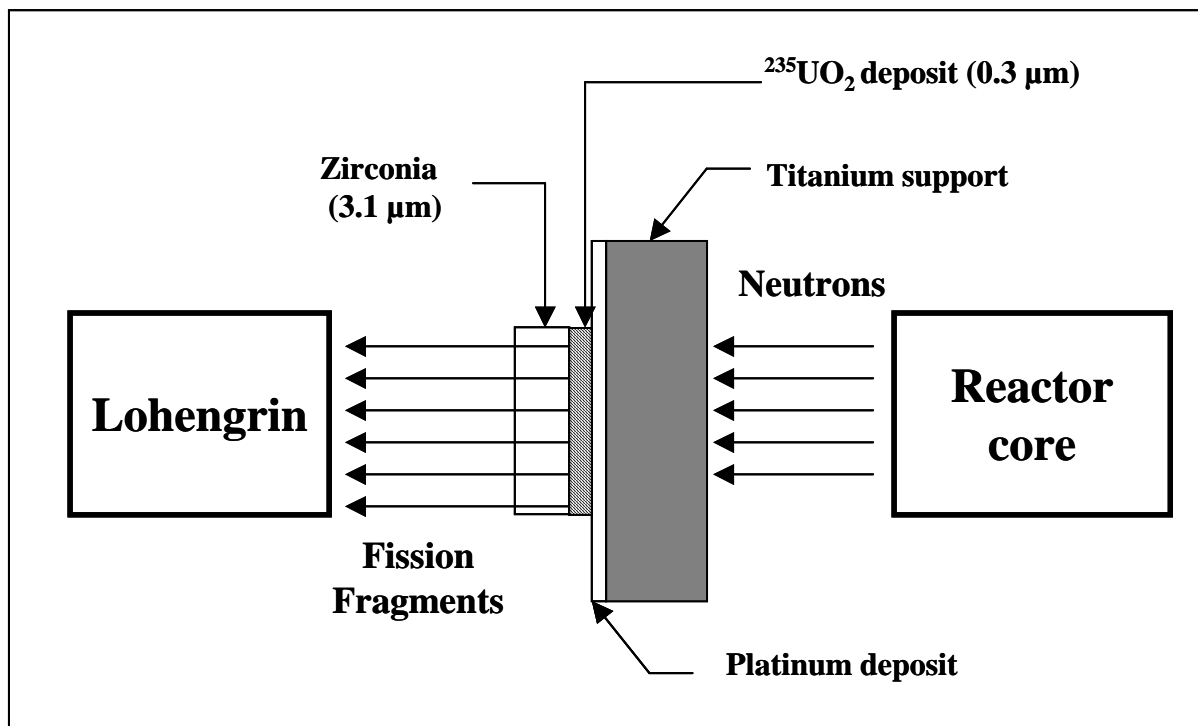 ²³⁵UO₂ deposit (0.3 µm)
Zirconia
(3.1 µm)
Titanium support
Neutrons
Lohengrin
Reactor
core
Fission
Fragments
Platinum deposit